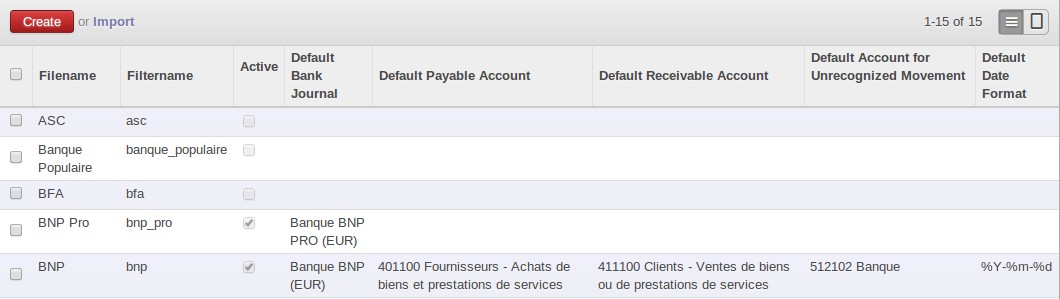 Create or Import 1-15 of 15
Filename Filtername Active Default Bank Journal Default Payable Account Default Receivable Account Default Account for Unrecognized Movement Default Date Format
ASC asc
Banque Populaire banque_populaire
BFA bfa
BNP Pro bnp_pro Banque BNP PRO (EUR)
BNP bnp Banque BNP (EUR) 401100 Fournisseurs - Achats de biens et prestations de services 411100 Clients - Ventes de biens ou de prestations de services 512102 Banque %Y-%m-%d